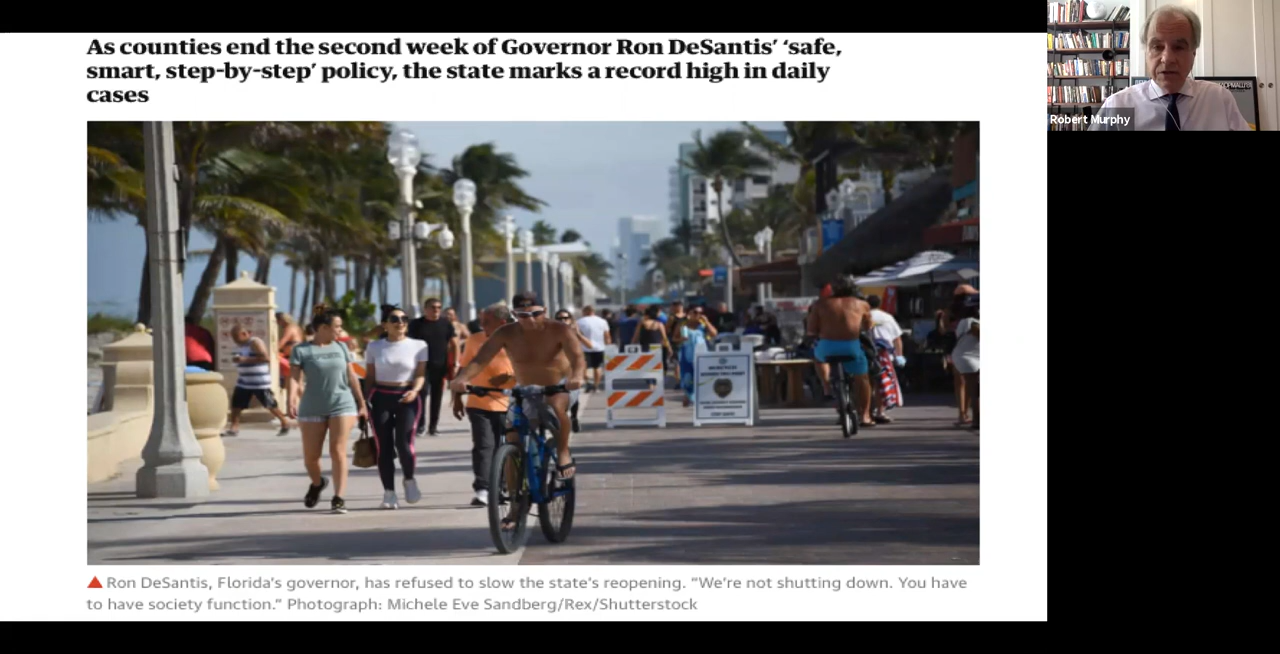 As counties end the second week of Governor Ron DeSantis’ ‘safe,
smart, step-by-step’ policy, the state marks a record high in daily
cases
Robert Murphy
▲ Ron DeSantis, Florida's governor, has refused to slow the state's reopening. “We're not shutting down. You have
to have society function.” Photograph: Michele Eve Sandberg/Rex/Shutterstock